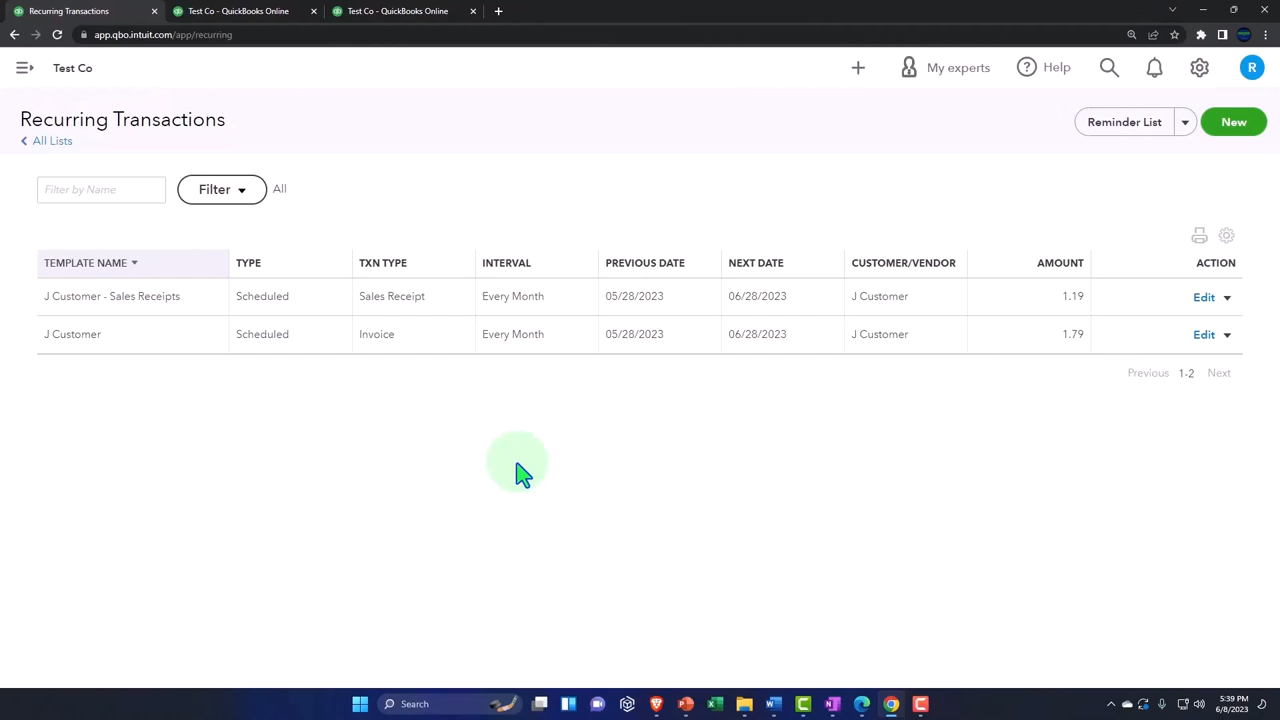 Recurring Transactions
Test Co - QuickBooks Online
Test Co - QuickBooks Online
app.qbo.intuit.com/app/recurring
Test Co
My experts
Help
R
Recurring Transactions
All Lists
Reminder List
New
Filter by Name
Filter
All
TEMPLATE NAME TYPE TXN TYPE INTERVAL PREVIOUS DATE NEXT DATE CUSTOMER/VENDOR AMOUNT ACTION
J Customer - Sales Receipts Scheduled Sales Receipt Every Month 05/28/2023 06/28/2023 J Customer 1.19 Edit
J Customer Scheduled Invoice Every Month 05/28/2023 06/28/2023 J Customer 1.79 Edit
Previous 1-2 Next
Search
5:39 PM
6/8/2023